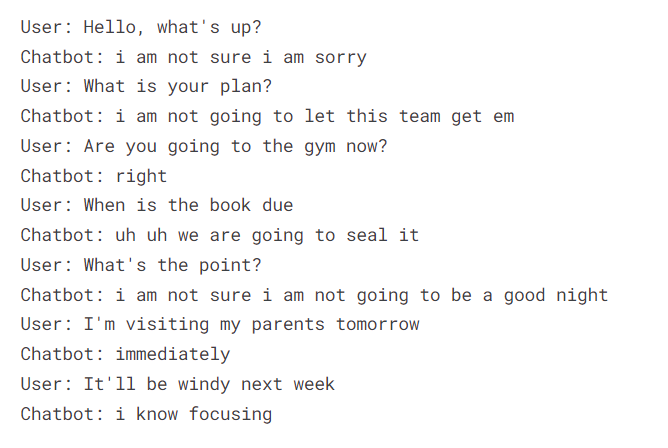 User: Hello, what's up?
Chatbot: i am not sure i am sorry
User: What is your plan?
Chatbot: i am not going to let this team get em
User: Are you going to the gym now?
Chatbot: right
User: When is the book due
Chatbot: uh uh we are going to seal it
User: What's the point?
Chatbot: i am not sure i am not going to be a good night
User: I'm visiting my parents tomorrow
Chatbot: immediately
User: It'll be windy next week
Chatbot: i know focusing